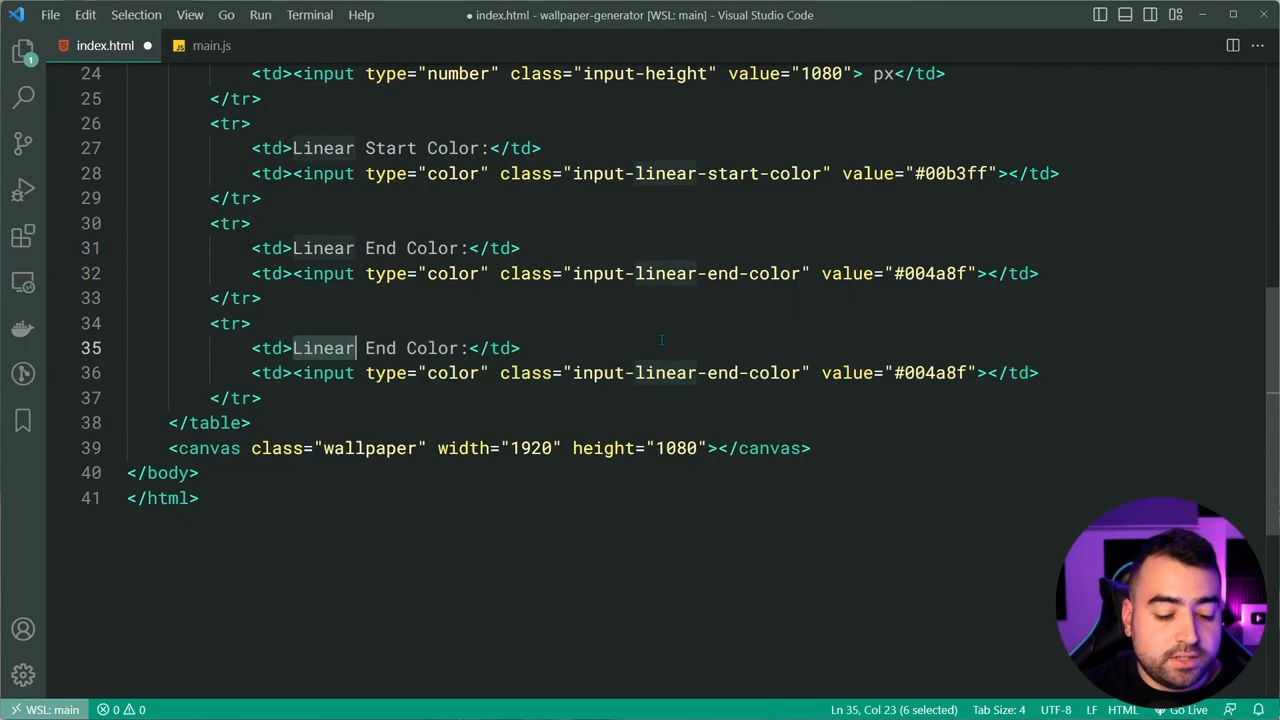 File Edit Selection View Go Run Terminal Help
● index.html - wallpaper-generator [WSL: main] - Visual Studio Code
index.html ●
JS main.js
24 <td><input type="number" class="input-height" value="1080"> px</td>
25 </tr>
26 <tr>
27 <td>Linear Start Color:</td>
28 <td><input type="color" class="input-linear-start-color" value="#00b3ff"></td>
29 </tr>
30 <tr>
31 <td>Linear End Color:</td>
32 <td><input type="color" class="input-linear-end-color" value="#004a8f"></td>
33 </tr>
34 <tr>
35 <td>Linear End Color:</td>
36 <td><input type="color" class="input-linear-end-color" value="#004a8f"></td>
37 </tr>
38 </table>
39 <canvas class="wallpaper" width="1920" height="1080"></canvas>
40 </body>
41 </html>
1
WSL: main 0 0 Ln 35, Col 23 (6 selected) Tab Size: 4 UTF-8 LF HTML Go Live